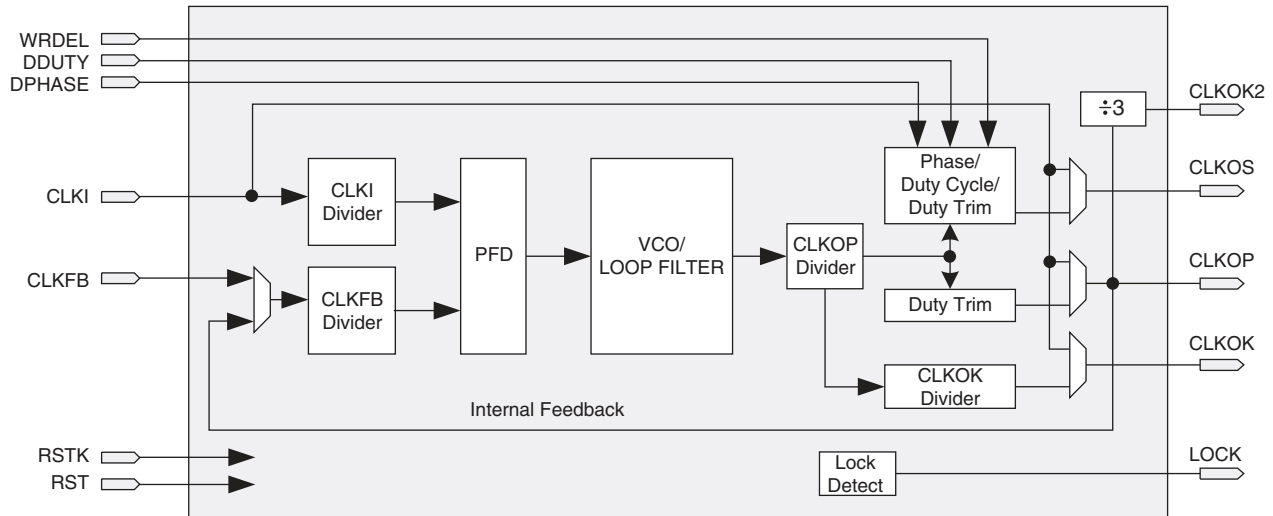 WRDEL
DDUTY
DPHASE
CLKOK2
÷3
Phase/
Duty Cycle/
Duty Trim
CLKOS
CLKI
CLKI
Divider
PFD
VCO/
LOOP FILTER
CLKOP
Divider
CLKOP
CLKFB
CLKFB
Divider
Duty Trim
CLKOK
CLKOK
Divider
Internal Feedback
RSTK
RST
Lock
Detect
LOCK